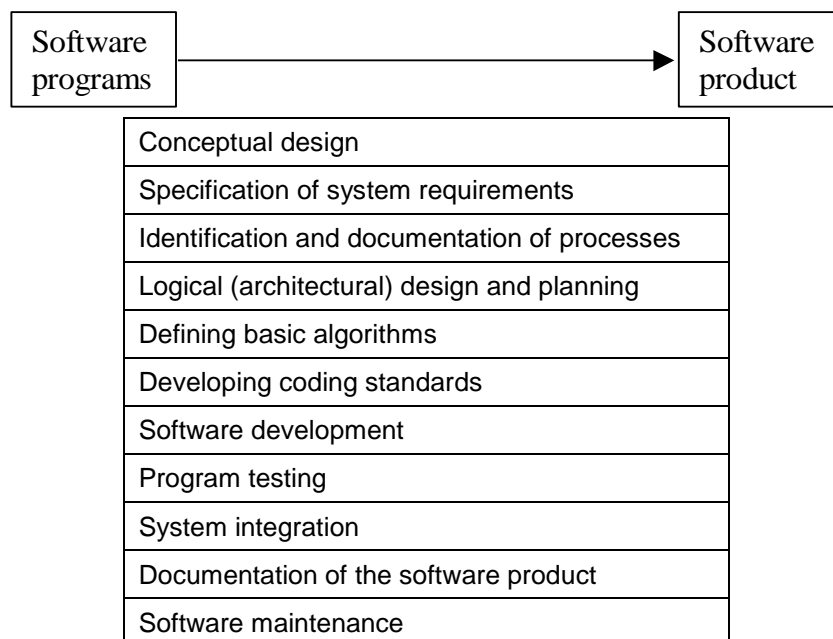 Software
programs
Software
product
Conceptual design
Specification of system requirements
Identification and documentation of processes
Logical (architectural) design and planning
Defining basic algorithms
Developing coding standards
Software development
Program testing
System integration
Documentation of the software product
Software maintenance